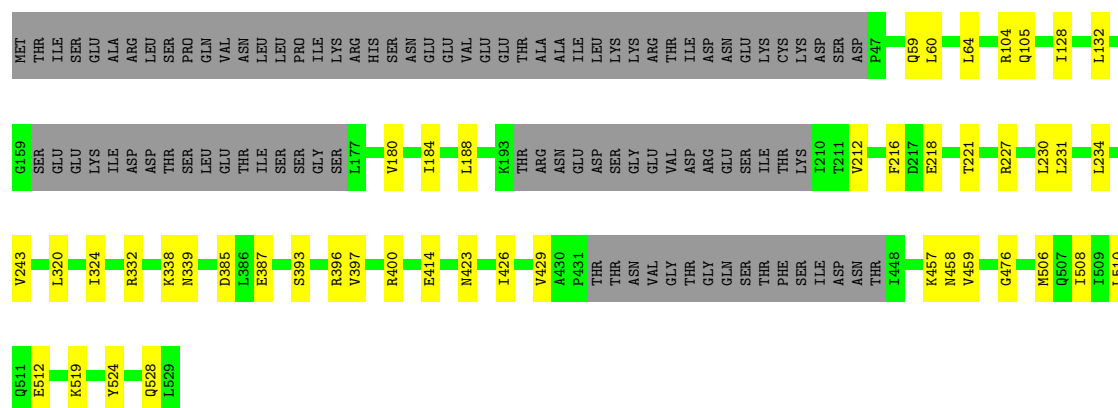 MET THR ILE SER GLU ALA ARG LEU SER PRO GLN VAL ASN LEU LEU PRO ILE LYS ARG HIS SER ASN GLU GLU VAL GLU GLU THR ALA ALA ILE LEU LYS LYS ARG THR ILE ASP ASN GLU LYS CYS LYS ASP SER ASP P47 Q59 L60 L64 R104 Q105 I128 L132
G159 SER GLU GLU LYS ILE ASP ASP THR SER LEU GLU THR ILE SER SER GLY SER L177 V180 I184 L188 K193 THR ARG ASN GLU ASP SER GLY GLU VAL ASP ARG GLU SER ILE THR LYS I210 T211 V212 F216 D217 E218 T221 R227 L230 L231 L234
V243 L320 I324 R332 K338 N339 D385 L386 E387 S393 R396 V397 R400 E414 N423 I426 V429 A430 P431 THR THR ASN VAL GLY THR GLY GLN SER THR PHE SER ILE ASP ASN THR I448 K457 N458 V459 G476 M506 Q507 I508 I509 L510
Q511 E512 K519 Y524 Q528 L529